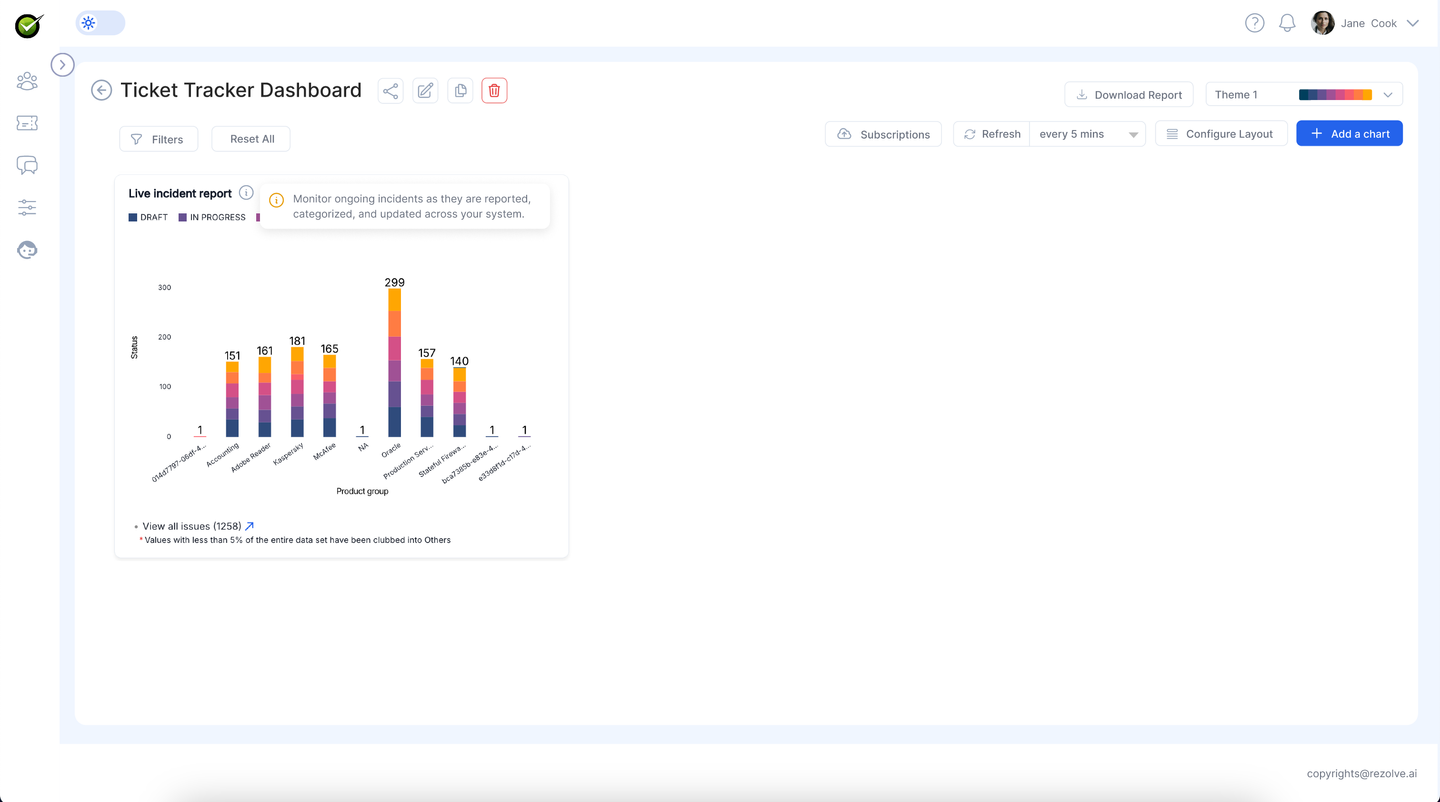 Jane Cook
Ticket Tracker Dashboard
Download Report
Theme 1
Filters
Reset All
Subscriptions
Refresh
every 5 mins
Configure Layout
+ Add a chart
Live incident report
Monitor ongoing incidents as they are reported,
categorized, and updated across your system.
DRAFT
IN PROGRESS
300
200
100
0
Status
1
151
161
181
165
1
299
157
140
1
1
014d7797-06df-4...
Accounting
Adobe Reader
Kaspersky
McAfee
NA
Oracle
Production Serv...
Stateful Firewa...
bca7385b-e83e-4...
e33d8f1d-c17d-4...
Product group
View all issues (1258)
* Values with less than 5% of the entire data set have been clubbed into Others
copyrights@rezolve.ai